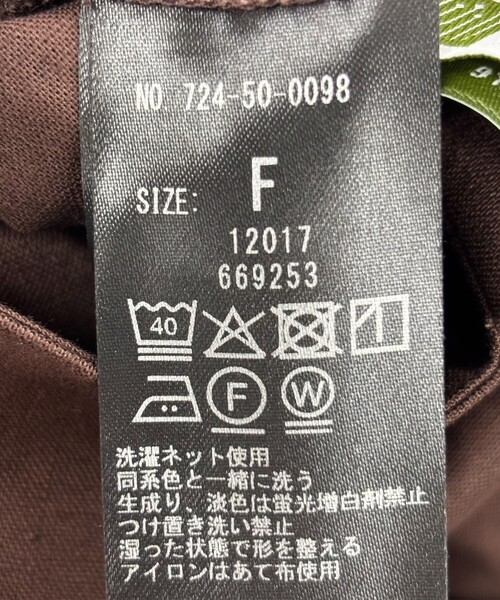 NO 724-50-0098
SIZE: F
12017
669253
40
F W
洗濯ネット使用
同系色と一緒に洗う
生成り、淡色は蛍光増白剤禁止
つけ置き洗い禁止
湿った状態で形を整える
アイロンはあて布使用